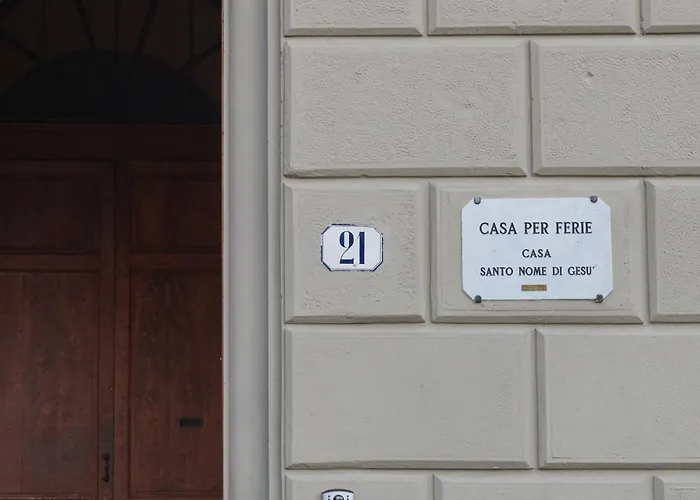 21
CASA PER FERIE
CASA
SANTO NOME DI GESU'